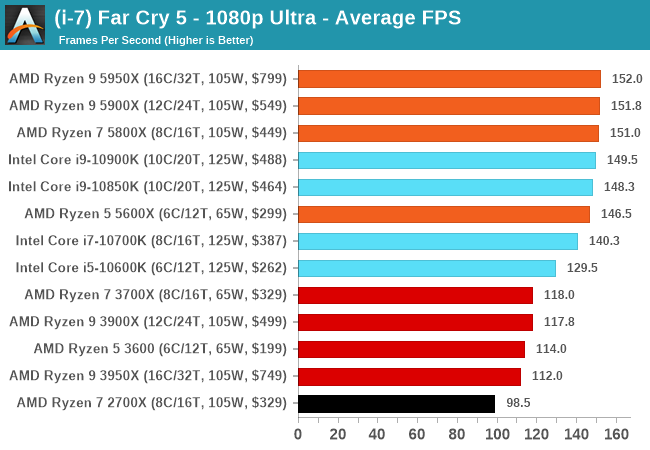 (i-7) Far Cry 5 - 1080p Ultra - Average FPS
Frames Per Second (Higher is Better)
AMD Ryzen 9 5950X (16C/32T, 105W, $799) 152.0
AMD Ryzen 9 5900X (12C/24T, 105W, $549) 151.8
AMD Ryzen 7 5800X (8C/16T, 105W, $449) 151.0
Intel Core i9-10900K (10C/20T, 125W, $488) 149.5
Intel Core i9-10850K (10C/20T, 125W, $464) 148.3
AMD Ryzen 5 5600X (6C/12T, 65W, $299) 146.5
Intel Core i7-10700K (8C/16T, 125W, $387) 140.3
Intel Core i5-10600K (6C/12T, 125W, $262) 129.5
AMD Ryzen 7 3700X (8C/16T, 65W, $329) 118.0
AMD Ryzen 9 3900X (12C/24T, 105W, $499) 117.8
AMD Ryzen 5 3600 (6C/12T, 65W, $199) 114.0
AMD Ryzen 9 3950X (16C/32T, 105W, $749) 112.0
AMD Ryzen 7 2700X (8C/16T, 105W, $329) 98.5
0 20 40 60 80 100 120 140 160